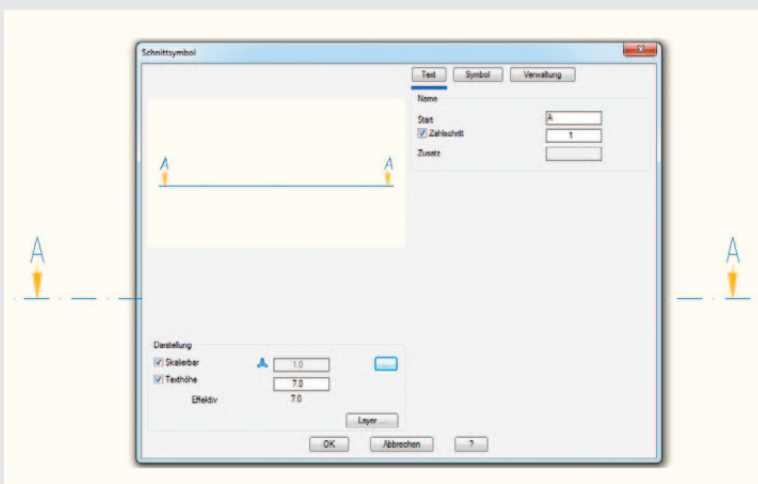 Schnittsymbol
Text Symbol Verwaltung
Name
Start A
Zählschritt 1
Zusatz
A A
A A
Darstellung
Skalierbar 1.0 ...
Texthöhe 7.0
Effektiv 7.0
Layer ...
OK Abbrechen ?